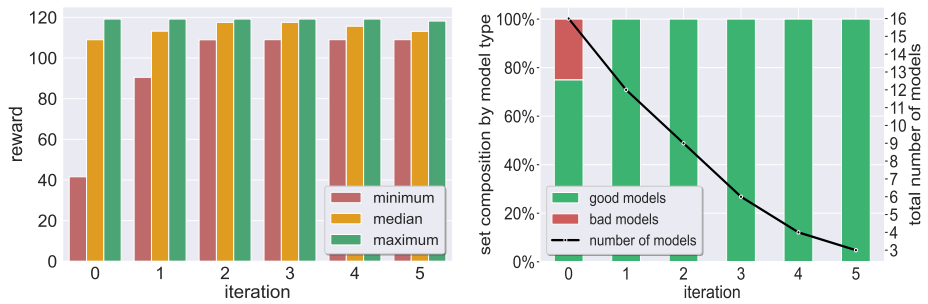 120
100
80
60
40
20
0
reward
0 1 2 3 4 5
iteration
minimum
median
maximum
100%
80%
60%
40%
20%
0%
set composition by model type
good models
bad models
number of models
0 1 2 3 4 5
iteration
16
15
14
13
12
11
10
9
8
7
6
5
4
3
total number of models